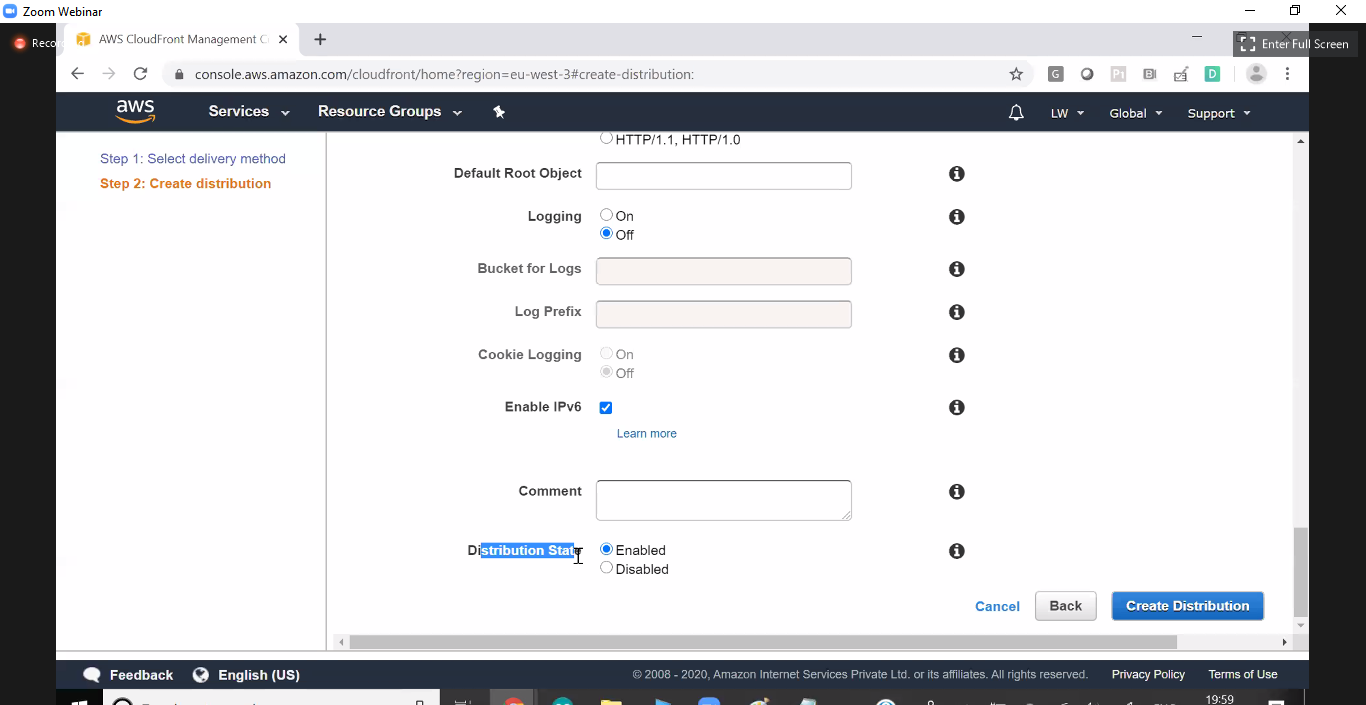 Zoom Webinar
AWS CloudFront Management C
Enter Full Screen
console.aws.amazon.com/cloudfront/home?region=eu-west-3#create-distribution:
G
P1
B
D
aws
Services
Resource Groups
LW
Global
Support
Step 1: Select delivery method
Step 2: Create distribution
HTTP/1.1, HTTP/1.0
Default Root Object
Logging
On
Off
Bucket for Logs
Log Prefix
Cookie Logging
On
Off
Enable IPv6
Learn more
Comment
Distribution State
Enabled
Disabled
Cancel
Back
Create Distribution
Feedback
English (US)
© 2008 - 2020, Amazon Internet Services Private Ltd. or its affiliates. All rights reserved.
Privacy Policy
Terms of Use
19:59